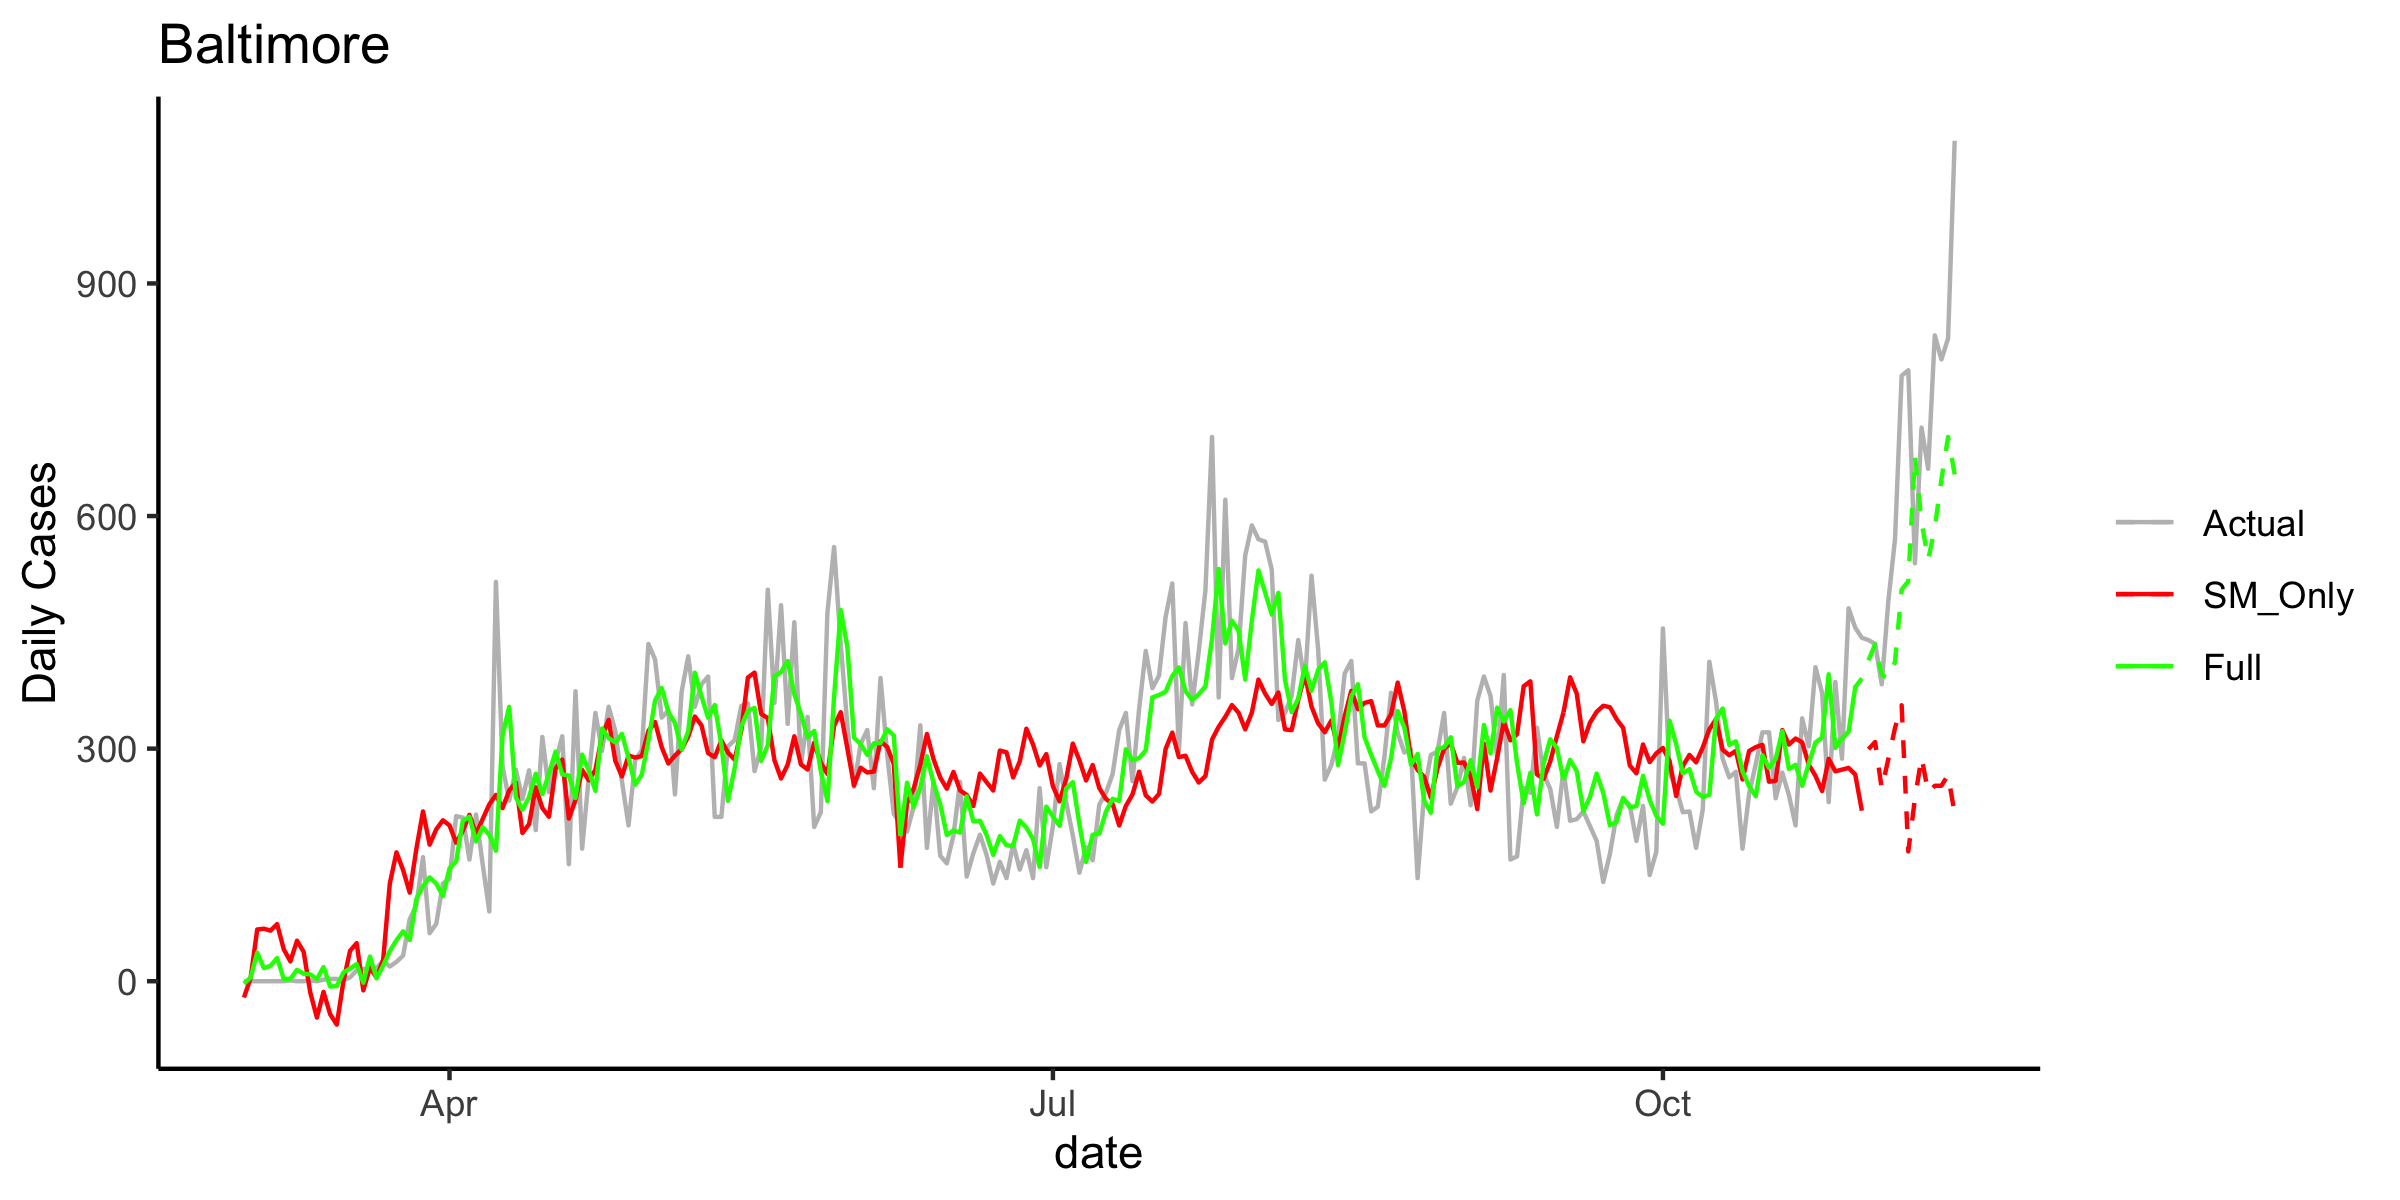 Baltimore
Daily Cases
900
600
300
0
Apr
Jul
Oct
date
Actual
SM_Only
Full